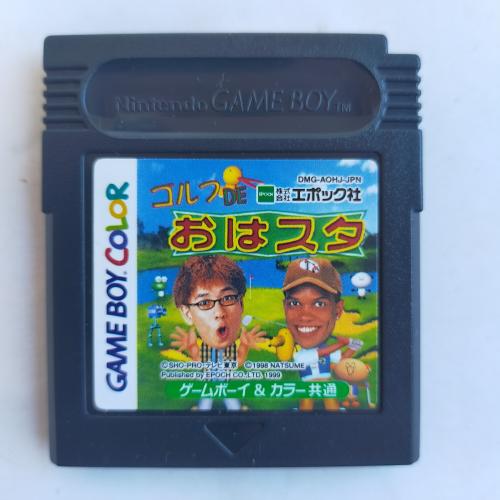 Nintendo GAME BOY TM
DMG-AOHJ-JPN
ゴルフDE
EPOCH 株式会社 エポック社
おはスタ
GAME BOY COLOR
©SHO-PRO・テレビ東京 ©1998 NATSUME
Published by EPOCH CO.,LTD. 1999
ゲームボーイ & カラー共通